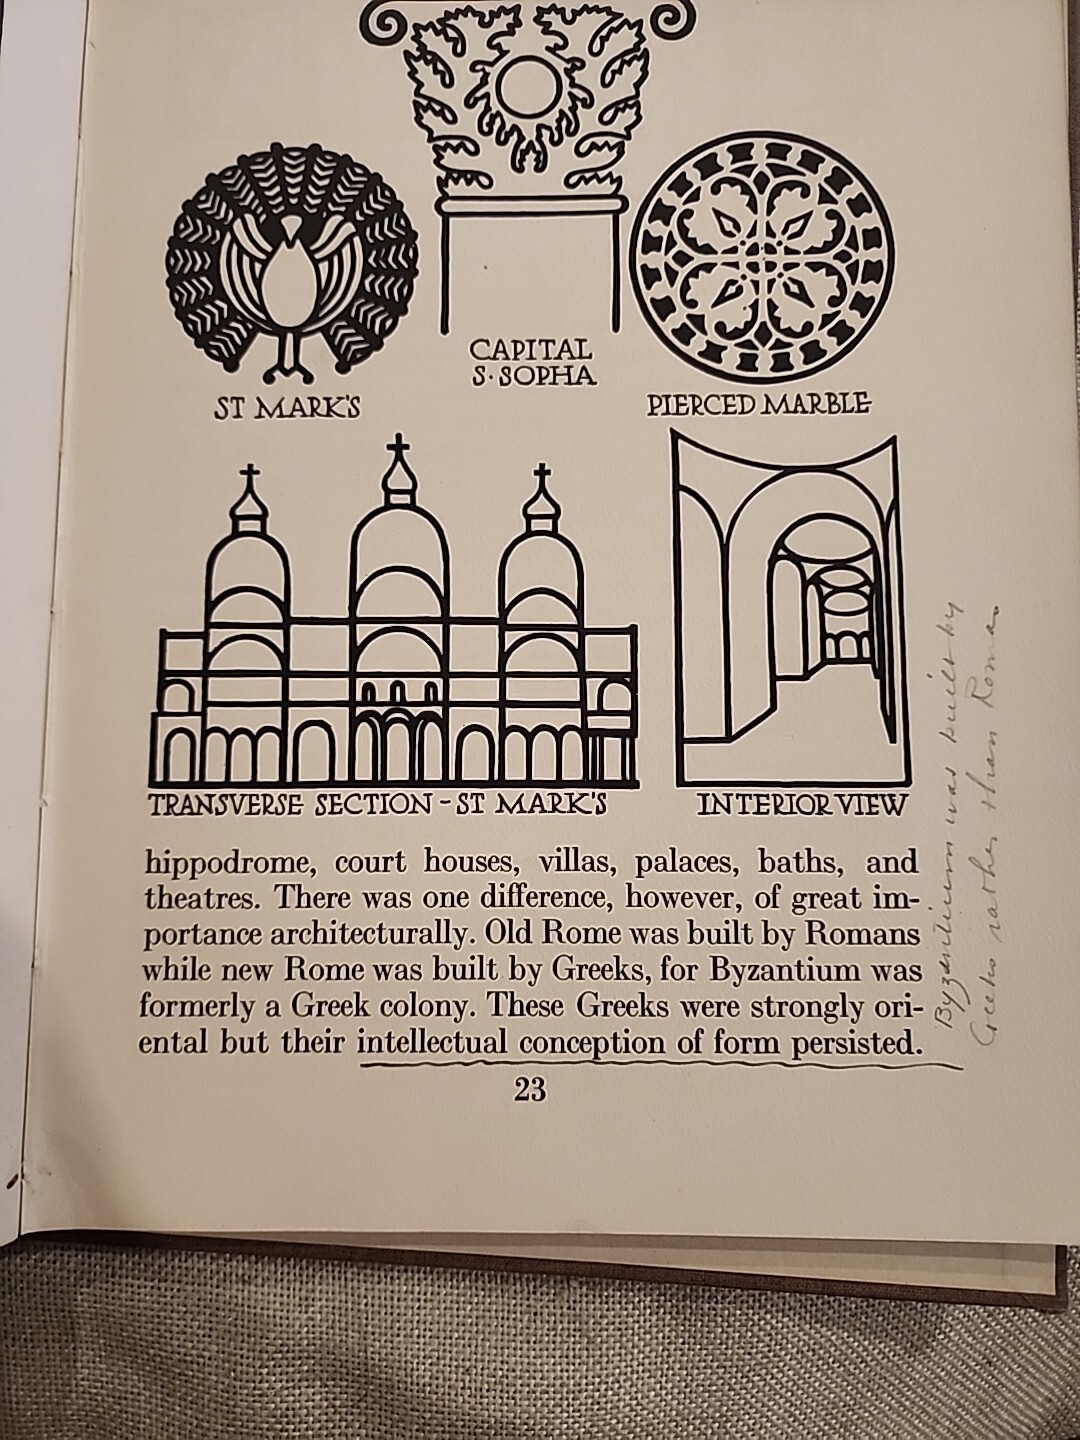 CAPITAL
S·SOPHA
ST MARK'S
PIERCED MARBLE
TRANSVERSE SECTION - ST MARK'S
INTERIOR VIEW
hippodrome, court houses, villas, palaces, baths, and
theatres. There was one difference, however, of great im-
portance architecturally. Old Rome was built by Romans
while new Rome was built by Greeks, for Byzantium was
formerly a Greek colony. These Greeks were strongly ori-
ental but their intellectual conception of form persisted.
23
Byzantium was built by
Greeks rather than Romans